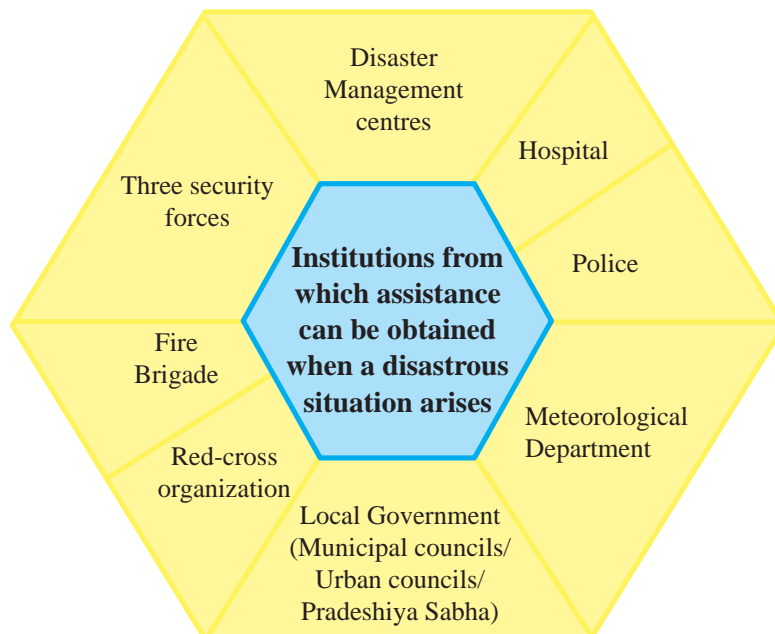 Disaster
Management
centres
Hospital
Police
Meteorological
Department
Local Government
(Municipal councils/
Urban councils/
Pradeshiya Sabha)
Red-cross
organization
Fire
Brigade
Three security
forces
Institutions from
which assistance
can be obtained
when a disastrous
situation arises